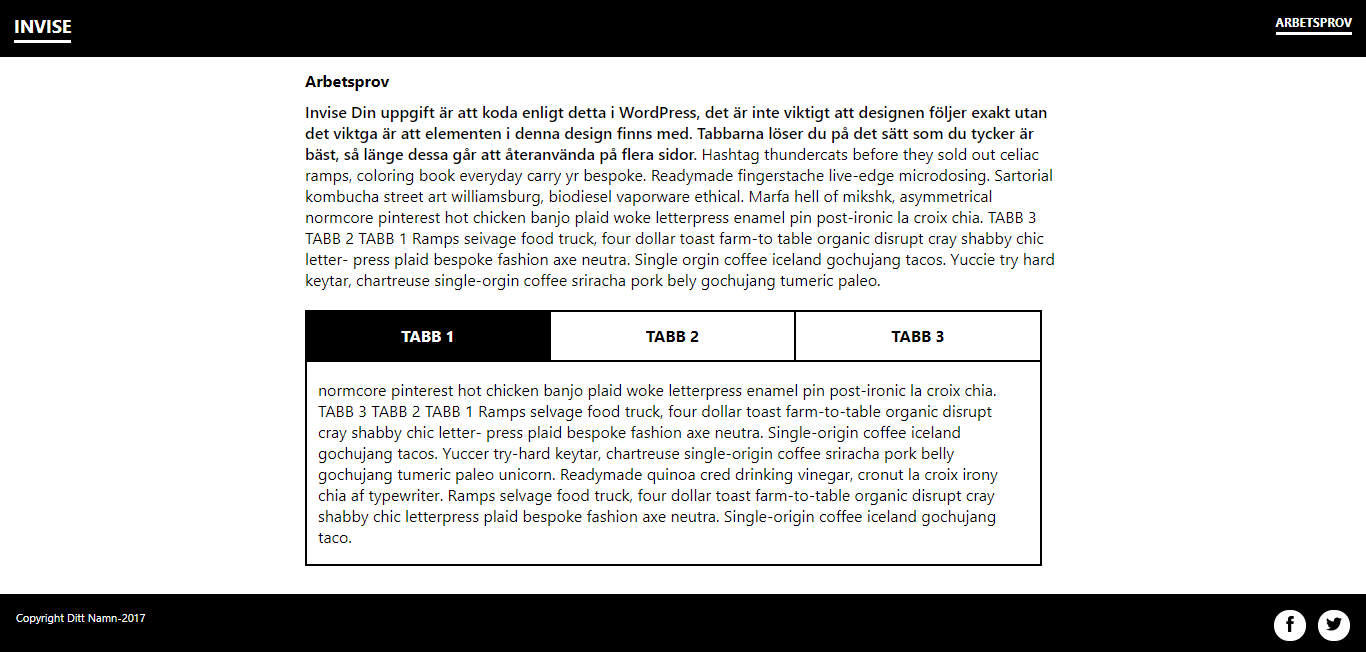 INVISE
ARBETSPROV
Arbetsprov
Invise Din uppgift är att koda enligt detta i WordPress, det är inte viktigt att designen följer exakt utan
det viktga är att elementen i denna design finns med. Tabbarna löser du på det sätt som du tycker är
bäst, så länge dessa går att återanvända på flera sidor. Hashtag thundercats before they sold out celiac
ramps, coloring book everyday carry yr bespoke. Readymade fingerstache live-edge microdosing. Sartorial
kombucha street art williamsburg, biodiesel vaporware ethical. Marfa hell of mikshk, asymmetrical
normcore pinterest hot chicken banjo plaid woke letterpress enamel pin post-ironic la croix chia. TABB 3
TABB 2 TABB 1 Ramps seivage food truck, four dollar toast farm-to table organic disrupt cray shabby chic
letter- press plaid bespoke fashion axe neutra. Single orgin coffee iceland gochujang tacos. Yuccie try hard
keytar, chartreuse single-orgin coffee sriracha pork bely gochujang tumeric paleo.
TABB 1
TABB 2
TABB 3
normcore pinterest hot chicken banjo plaid woke letterpress enamel pin post-ironic la croix chia.
TABB 3 TABB 2 TABB 1 Ramps selvage food truck, four dollar toast farm-to-table organic disrupt
cray shabby chic letter- press plaid bespoke fashion axe neutra. Single-origin coffee iceland
gochujang tacos. Yuccer try-hard keytar, chartreuse single-origin coffee sriracha pork belly
gochujang tumeric paleo unicorn. Readymade quinoa cred drinking vinegar, cronut la croix irony
chia af typewriter. Ramps selvage food truck, four dollar toast farm-to-table organic disrupt cray
shabby chic letterpress plaid bespoke fashion axe neutra. Single-origin coffee iceland gochujang
taco.
Copyright Ditt Namn-2017